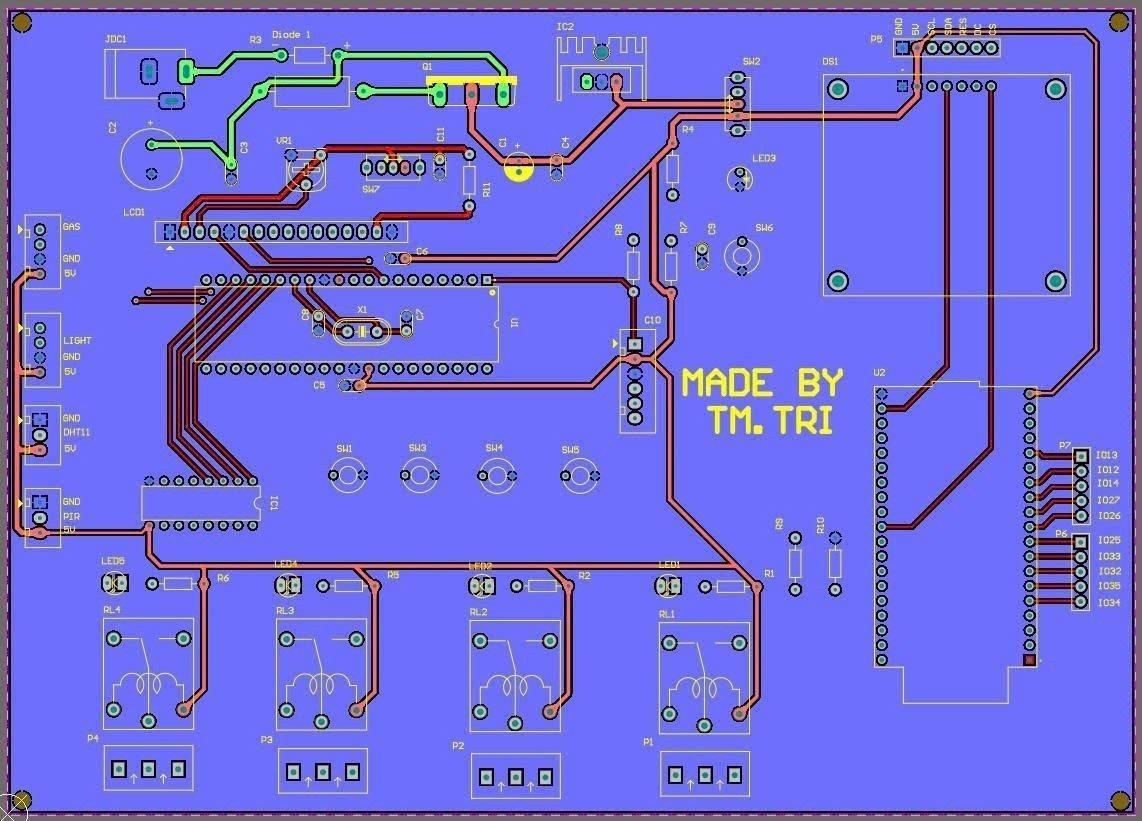 JDC1
R3
Diode 1
+
IC2
P5
GND
5V
SCL
SDA
RES
DC
CS
Q1
SW2
DS1
C2
+
C3
VR1
C11
C1
+
C4
R4
SW7
R11
LED3
LCD1
GAS
GND
5V
C6
R8
R7
C9
SW6
C8
X1
C7
U1
C10
LIGHT
GND
5V
C5
MADE BY
TM.TRI
U2
GND
DHT11
5V
SW1
SW3
SW4
SW5
P7
IO13
IO12
IO14
IO27
IO26
GND
PIR
5V
IC1
R9
R10
P6
IO25
IO33
IO32
IO35
IO34
LED5
R6
LED4
R5
LED2
R2
LED1
R1
RL4
RL3
RL2
RL1
P4
P3
P2
P1